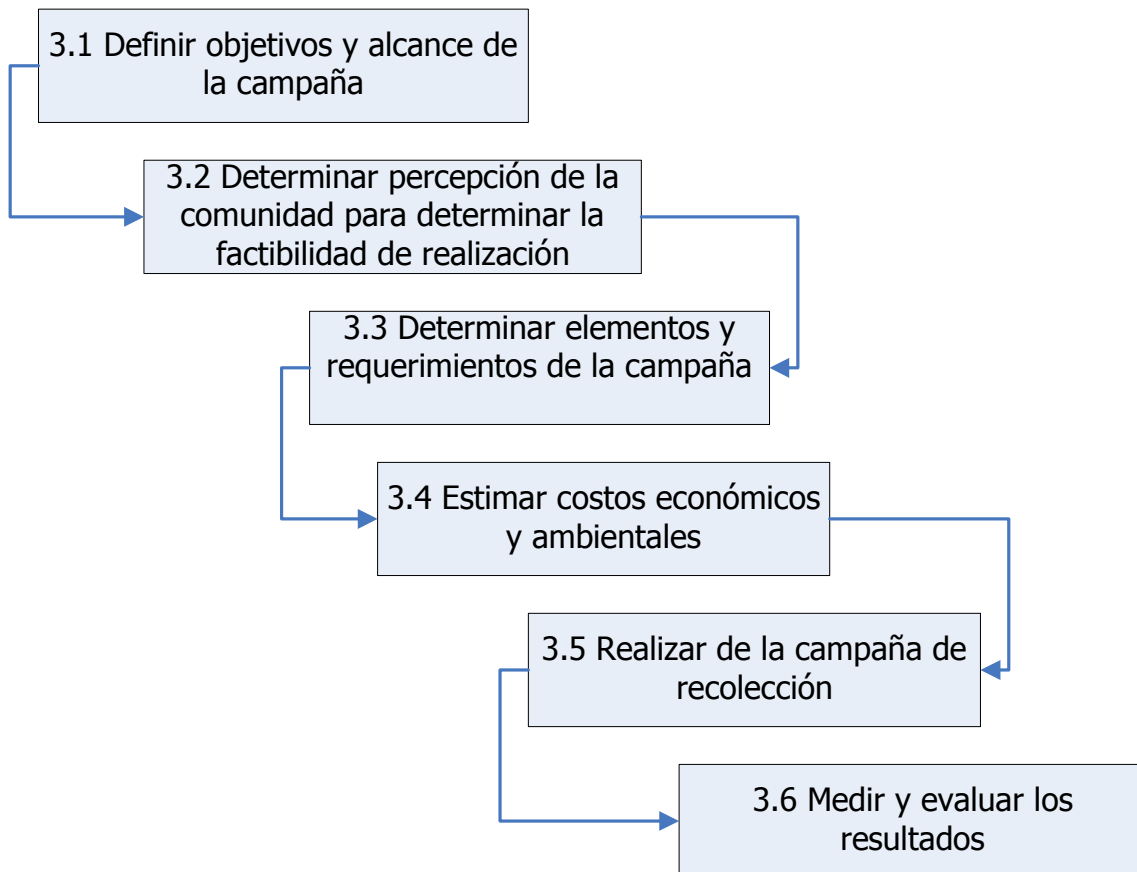 3.1 Definir objetivos y alcance de
la campaña
3.2 Determinar percepción de la
comunidad para determinar la
factibilidad de realización
3.3 Determinar elementos y
requerimientos de la campaña
3.4 Estimar costos económicos
y ambientales
3.5 Realizar de la campaña de
recolección
3.6 Medir y evaluar los
resultados